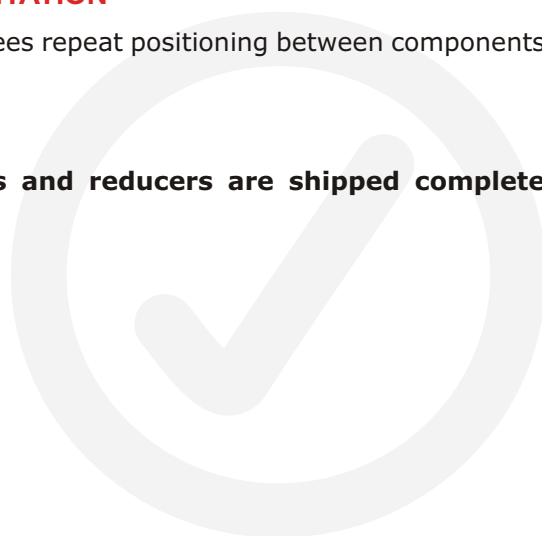 ees repeat positioning between components
s and reducers are shipped complete